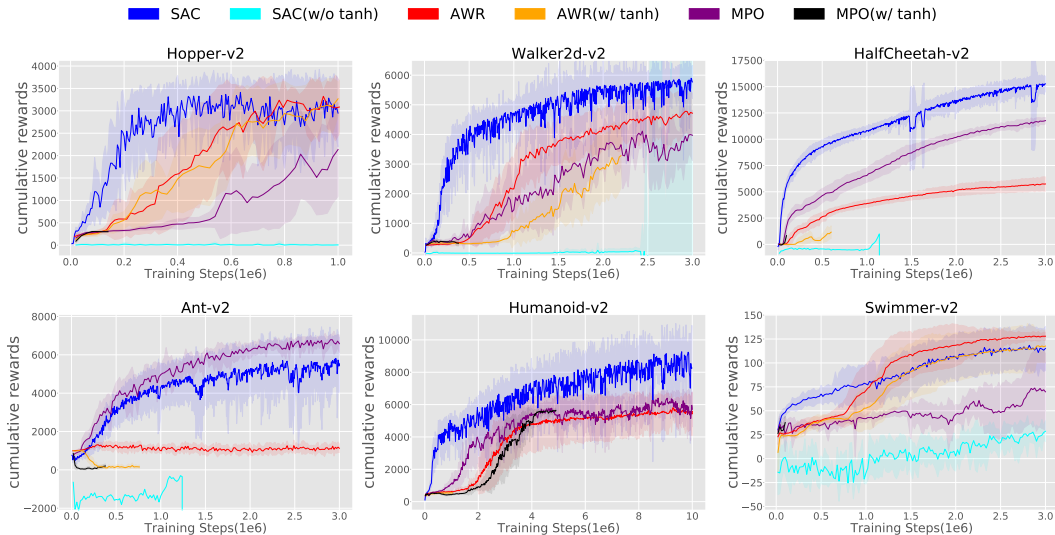 SAC SAC(w/o tanh) AWR AWR(w/ tanh) MPO MPO(w/ tanh)
Hopper-v2 Walker2d-v2 HalfCheetah-v2
cumulative rewards
4000
3500
3000
2500
2000
1500
1000
500
0
0.0 0.2 0.4 0.6 0.8 1.0
Training Steps(1e6)
cumulative rewards
6000
5000
4000
3000
2000
1000
0
0.0 0.5 1.0 1.5 2.0 2.5 3.0
Training Steps(1e6)
cumulative rewards
17500
15000
12500
10000
7500
5000
2500
0
0.0 0.5 1.0 1.5 2.0 2.5 3.0
Training Steps(1e6)
Ant-v2 Humanoid-v2 Swimmer-v2
cumulative rewards
8000
6000
4000
2000
0
−2000
0.0 0.5 1.0 1.5 2.0 2.5 3.0
Training Steps(1e6)
cumulative rewards
10000
8000
6000
4000
2000
0
0 2 4 6 8 10
Training Steps(1e6)
cumulative rewards
150
125
100
75
50
25
0
−25
−50
0.0 0.5 1.0 1.5 2.0 2.5 3.0
Training Steps(1e6)